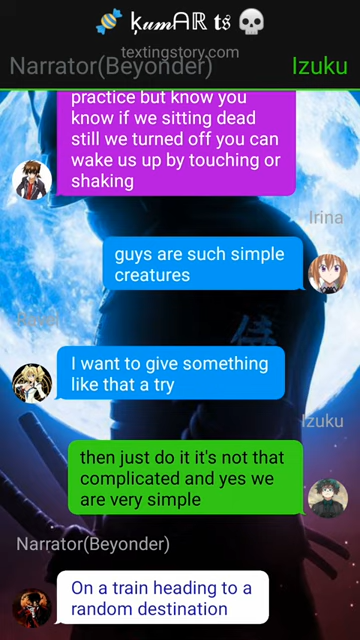 🍬 ꓘ𝓾𝓶ᗩℝ 𝖙𝖘 💀
textingstory.com
Narrator(Beyonder) Izuku
practice but know you
know if we sitting dead
still we turned off you can
wake us up by touching or
shaking
Irina
guys are such simple
creatures
I want to give something
like that a try
Izuku
then just do it it's not that
complicated and yes we
are very simple
Narrator(Beyonder)
On a train heading to a
random destination